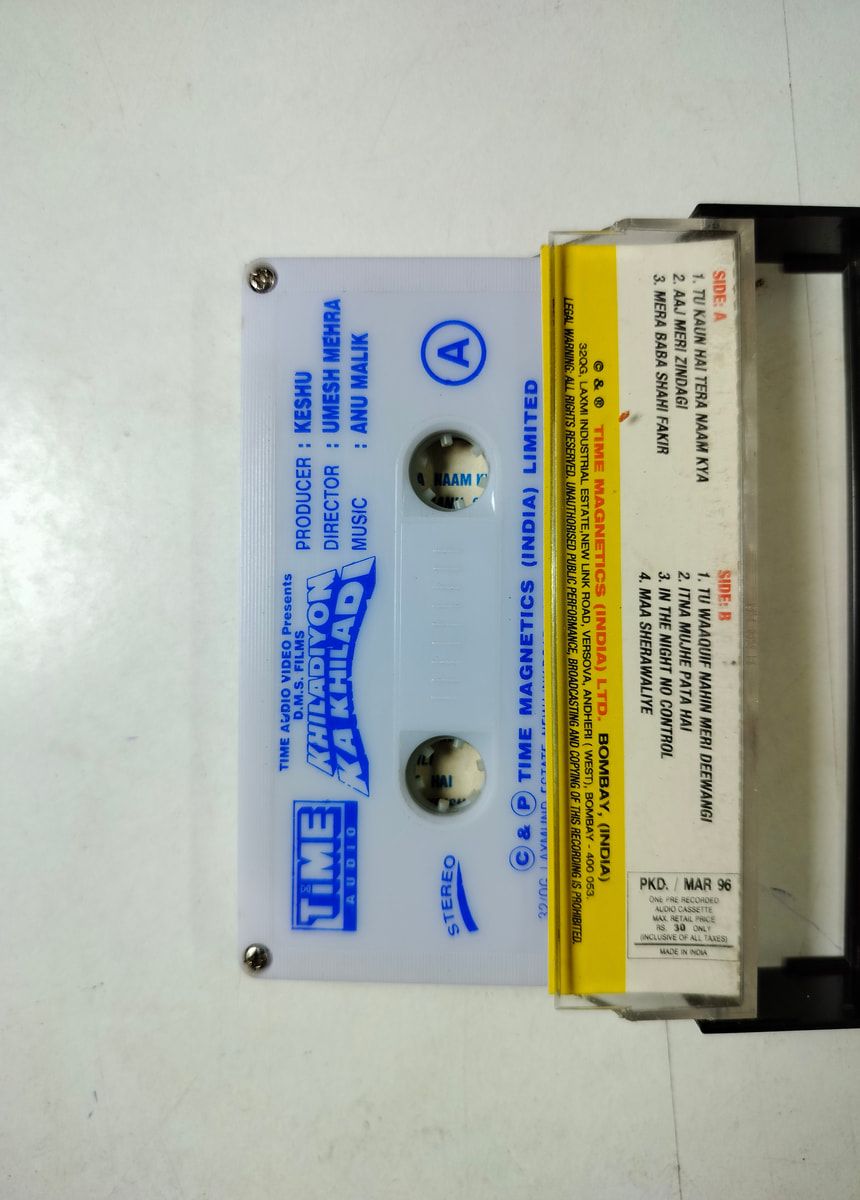 TIME
AUDIO
TIME AUDIO VIDEO Presents
D.M.S. FILMS
KHILADIYON
KA KHILADI
PRODUCER : KESHU
DIRECTOR : UMESH MEHRA
MUSIC : ANU MALIK
STEREO
A
NAAM
HAI
© & Ⓟ TIME MAGNETICS (INDIA) LIMITED
SIDE: A
1. TU KAUN HAI TERA NAAM KYA
2. AAJ MERI ZINDAGI
3. MERA BABA SHAHI FAKIR
SIDE: B
1. TU WAAQUIF NAHIN MERI DEEWANGI
2. ITNA MUJHE PATA HAI
3. IN THE NIGHT NO CONTROL
4. MAA SHERAWALIYE
PKD. / MAR 96
ONE PRE RECORDED
AUDIO CASSETTE
MAX. RETAIL PRICE
RS. 30 ONLY
(INCLUSIVE OF ALL TAXES)
MADE IN INDIA
© & ® TIME MAGNETICS (INDIA) LTD. BOMBAY, (INDIA)
32QG, LAXMI INDUSTRIAL ESTATE, NEW LINK ROAD, VERSOVA, ANDHERI ( WEST), BOMBAY - 400 053.
LEGAL WARNING: ALL RIGHTS RESERVED. UNAUTHORISED PUBLIC PERFORMANCE, BROADCASTING AND COPYING OF THIS RECORDING IS PROHIBITED.